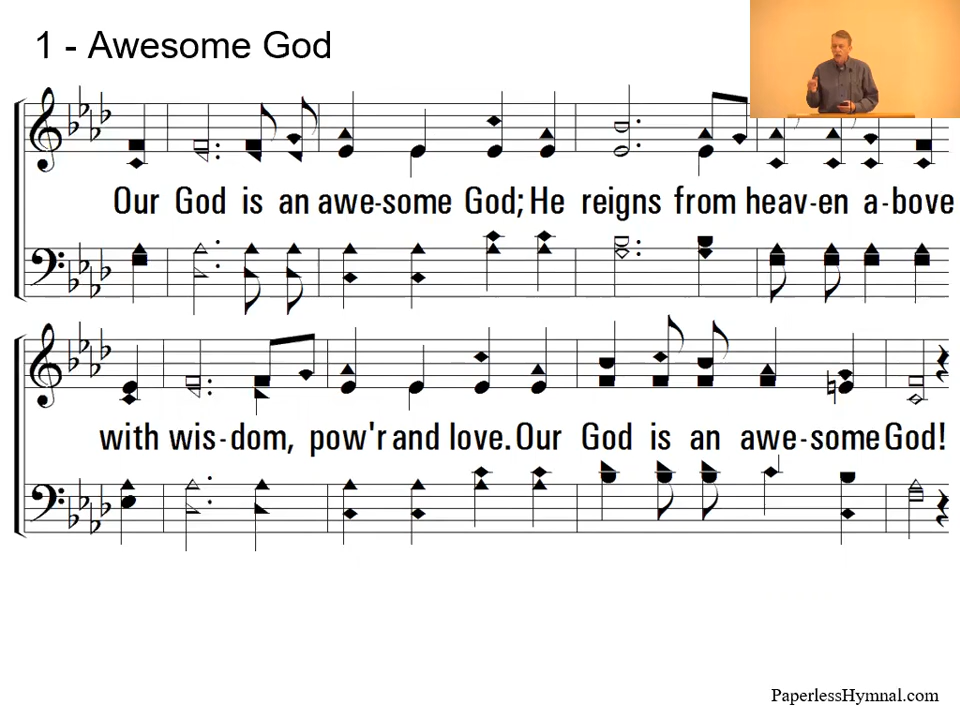 1 - Awesome God
Our God is an awe-some God; He reigns from heav-en a-bove
with wis-dom, pow'r and love. Our God is an awe-some God!
PaperlessHymnal.com